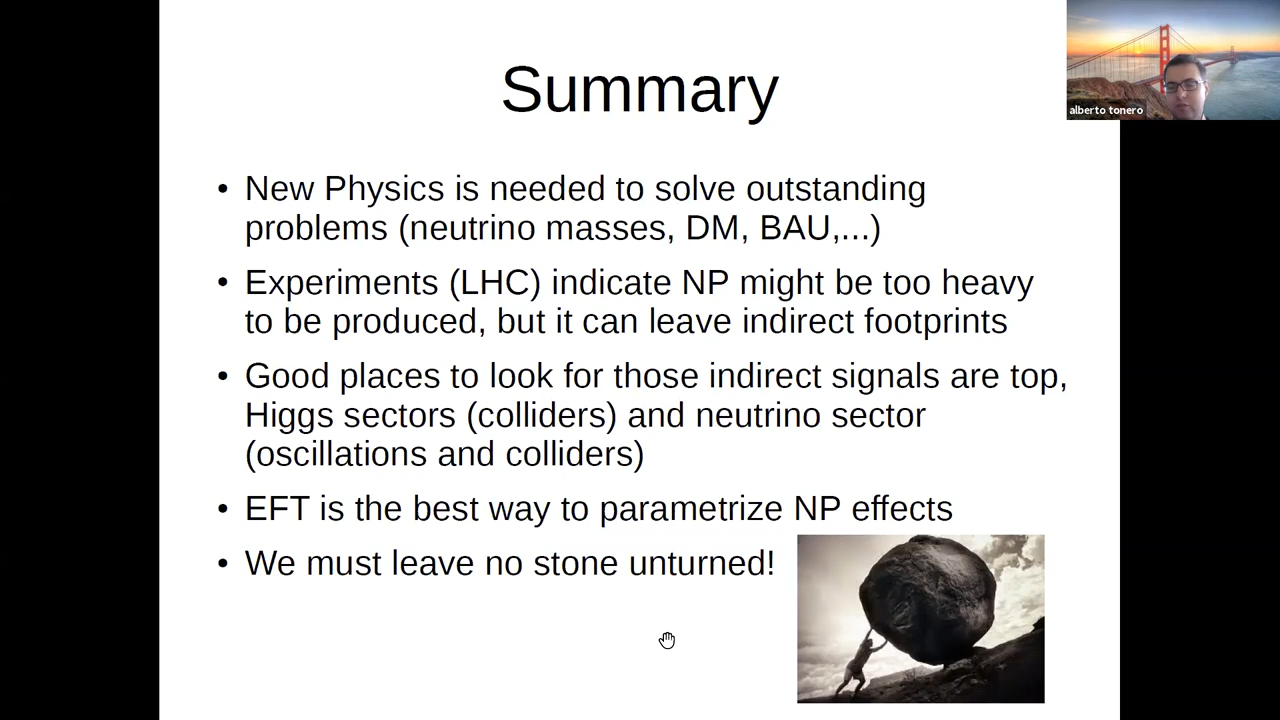 Summary
alberto tonero
• New Physics is needed to solve outstanding
problems (neutrino masses, DM, BAU,...)
• Experiments (LHC) indicate NP might be too heavy
to be produced, but it can leave indirect footprints
• Good places to look for those indirect signals are top,
Higgs sectors (colliders) and neutrino sector
(oscillations and colliders)
• EFT is the best way to parametrize NP effects
• We must leave no stone unturned!